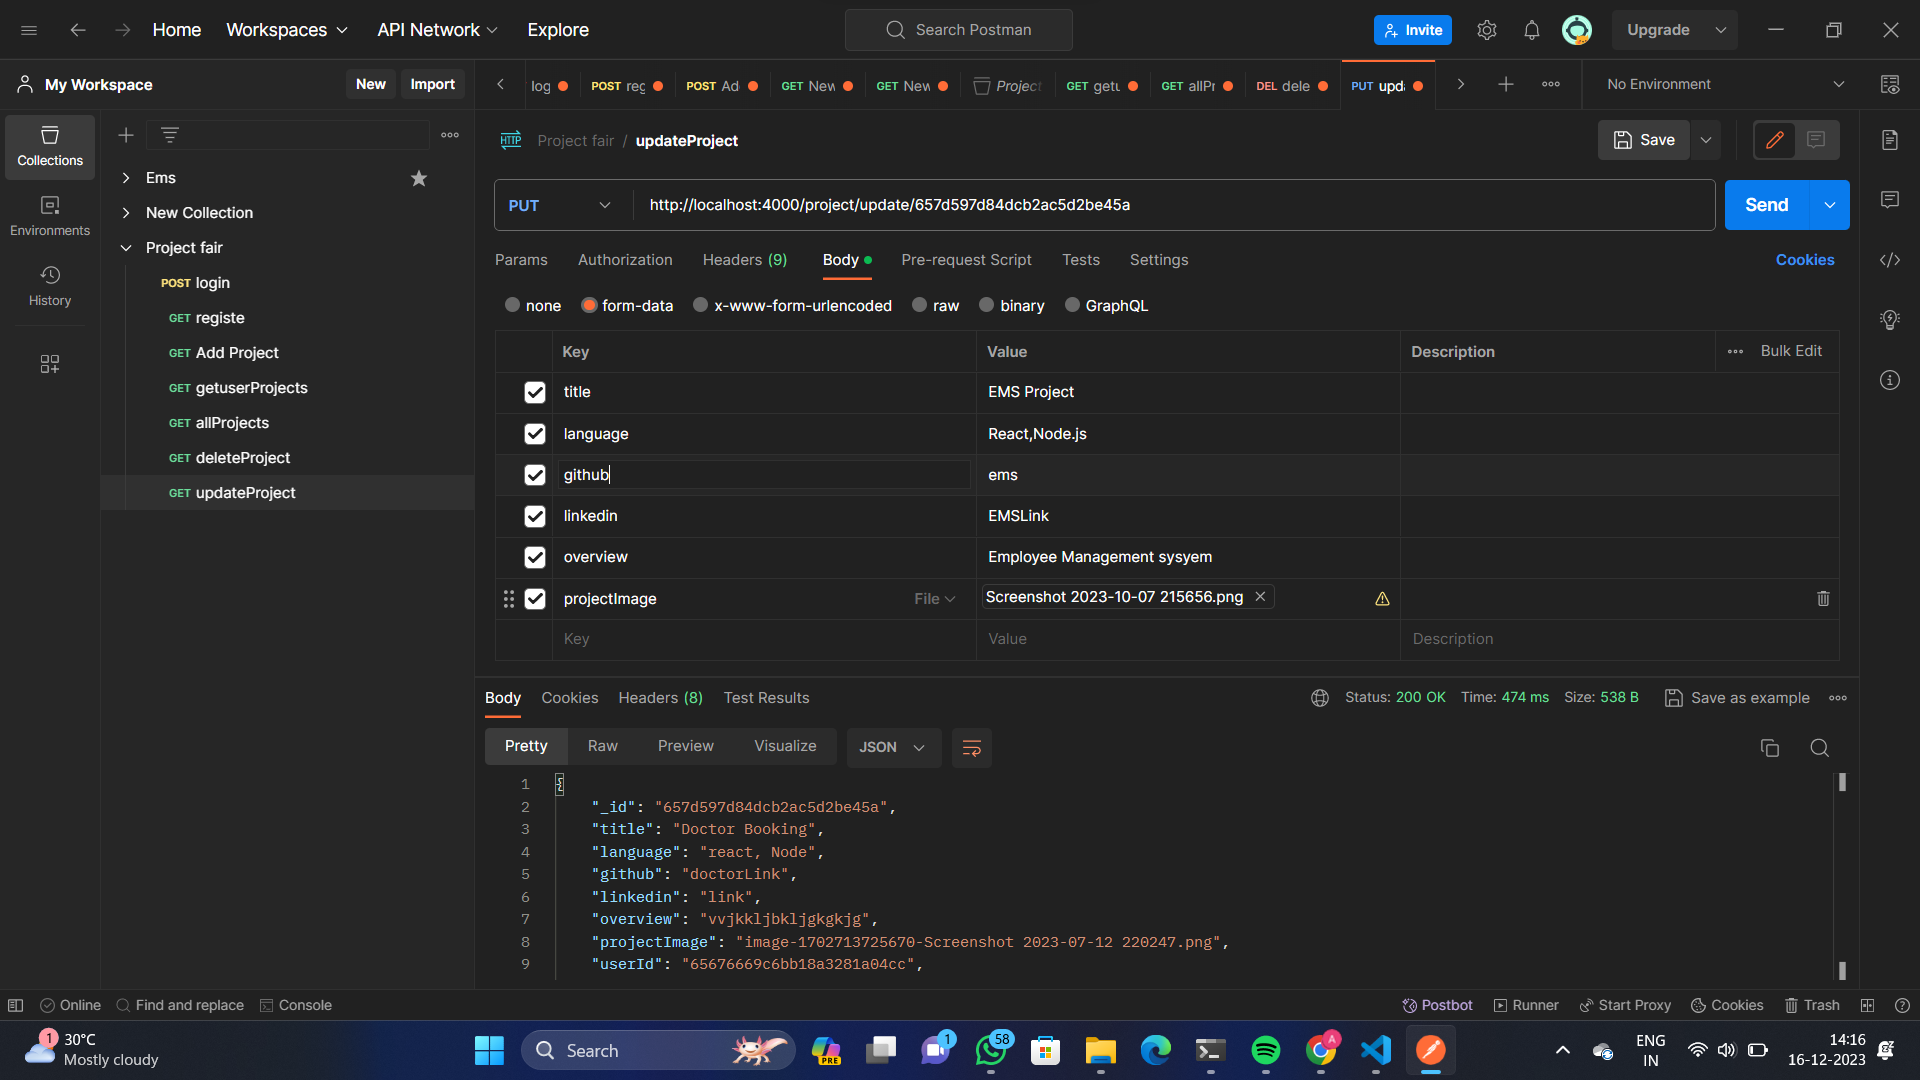 Home Workspaces API Network Explore Search Postman Invite Upgrade
My Workspace New Import
log POST reg POST Ad GET New GET New Project GET getu GET allPr DEL dele PUT upda No Environment
Collections
Environments
History
Ems
New Collection
Project fair
POST login
GET registe
GET Add Project
GET getuserProjects
GET allProjects
GET deleteProject
GET updateProject
HTTP Project fair / updateProject Save
PUT http://localhost:4000/project/update/657d597d84dcb2ac5d2be45a Send
Params Authorization Headers (9) Body Pre-request Script Tests Settings Cookies
none form-data x-www-form-urlencoded raw binary GraphQL
Key Value Description Bulk Edit
title EMS Project
language React,Node.js
github ems
linkedin EMSLink
overview Employee Management sysyem
projectImage File Screenshot 2023-10-07 215656.png
Key Value Description
Body Cookies Headers (8) Test Results Status: 200 OK Time: 474 ms Size: 538 B Save as example
Pretty Raw Preview Visualize JSON
1 {
2 "_id": "657d597d84dcb2ac5d2be45a",
3 "title": "Doctor Booking",
4 "language": "react, Node",
5 "github": "doctorLink",
6 "linkedin": "link",
7 "overview": "vvjkkljbkljgkgkjg",
8 "projectImage": "image-1702713725670-Screenshot 2023-07-12 220247.png",
9 "userId": "65676669c6bb18a3281a04cc",
Online Find and replace Console Postbot Runner Start Proxy Cookies Trash
1 30°C
Mostly cloudy
Search PRE 1 58 A
ENG
IN
14:16
16-12-2023